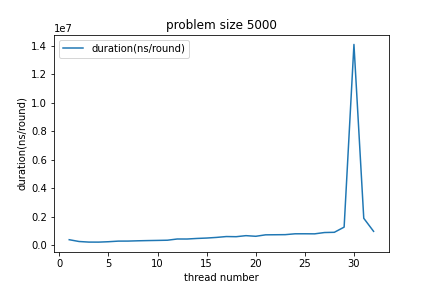 problem size 5000
1e7
duration(ns/round)
1.4
1.2
1.0
0.8
0.6
0.4
0.2
0.0
duration(ns/round)
0 5 10 15 20 25 30
thread number